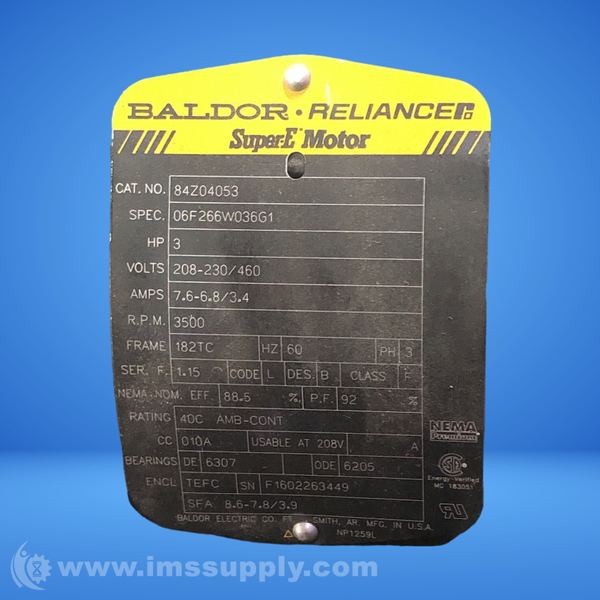 BALDOR • RELIANCER
Super-E Motor
CAT. NO. 84Z04053
SPEC. 06F266W036G1
HP 3
VOLTS 208-230/460
AMPS 7.6-6.8/3.4
R.P.M. 3500
FRAME 182TC HZ 60 PH 3
SER. F. 1.15 CODE L DES. B CLASS F
NEMA-NOM. EFF. 88.5 % P.F. 92 %
RATING 40C AMB-CONT
CC 010A USABLE AT 208V A
BEARINGS DE 6307 ODE 6205
ENCL TEFC SN F1602263449
SFA 8.6-7.8/3.9
NEMA
Premium
Energy-Verified
MC 183051
BALDOR ELECTRIC CO. FT. SMITH, AR. MFG. IN U.S.A.
NP1259L
www.imssupply.com